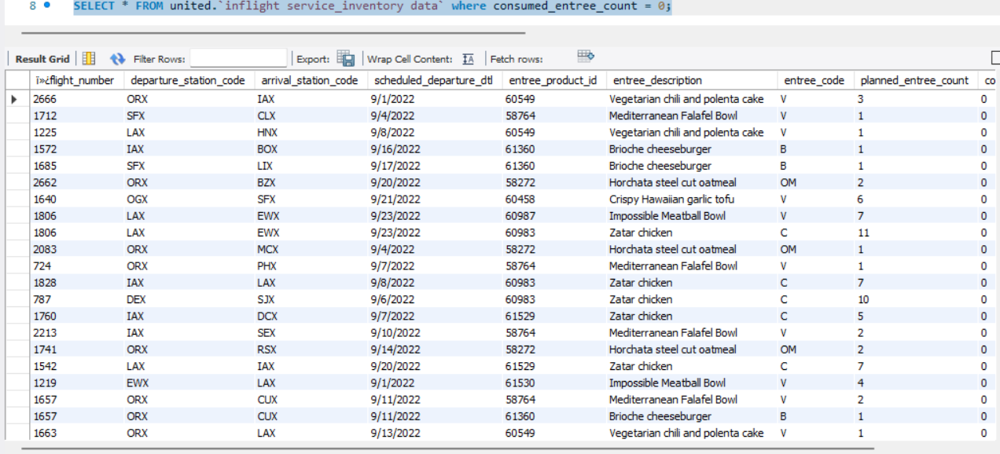 8 SELECT * FROM united.`inflight service_inventory data` where consumed_entree_count = 0;
Result Grid Filter Rows: Export: Wrap Cell Content: IA Fetch rows:
ï»¿flight_number departure_station_code arrival_station_code scheduled_departure_dtl entree_product_id entree_description entree_code planned_entree_count co
2666 ORX IAX 9/1/2022 60549 Vegetarian chili and polenta cake V 3 0
1712 SFX CLX 9/4/2022 58764 Mediterranean Falafel Bowl V 1 0
1225 LAX HNX 9/8/2022 60549 Vegetarian chili and polenta cake V 1 0
1572 IAX BOX 9/16/2022 61360 Brioche cheeseburger B 1 0
1685 SFX LIX 9/17/2022 61360 Brioche cheeseburger B 1 0
2662 ORX BZX 9/20/2022 58272 Horchata steel cut oatmeal OM 2 0
1640 OGX SFX 9/21/2022 60458 Crispy Hawaiian garlic tofu V 6 0
1806 LAX EWX 9/23/2022 60987 Impossible Meatball Bowl V 7 0
1806 LAX EWX 9/23/2022 60983 Zatar chicken C 11 0
2083 ORX MCX 9/4/2022 58272 Horchata steel cut oatmeal OM 1 0
724 ORX PHX 9/7/2022 58764 Mediterranean Falafel Bowl V 1 0
1828 IAX LAX 9/8/2022 60983 Zatar chicken C 7 0
787 DEX SJX 9/6/2022 60983 Zatar chicken C 10 0
1760 IAX DCX 9/7/2022 61529 Zatar chicken C 5 0
2213 IAX SEX 9/10/2022 58764 Mediterranean Falafel Bowl V 2 0
1741 ORX RSX 9/14/2022 58272 Horchata steel cut oatmeal OM 2 0
1542 LAX IAX 9/20/2022 61529 Zatar chicken C 7 0
1219 EWX LAX 9/1/2022 61530 Impossible Meatball Bowl V 4 0
1657 ORX CUX 9/11/2022 58764 Mediterranean Falafel Bowl V 2 0
1657 ORX CUX 9/11/2022 61360 Brioche cheeseburger B 1 0
1663 ORX LAX 9/13/2022 60549 Vegetarian chili and polenta cake V 1 0